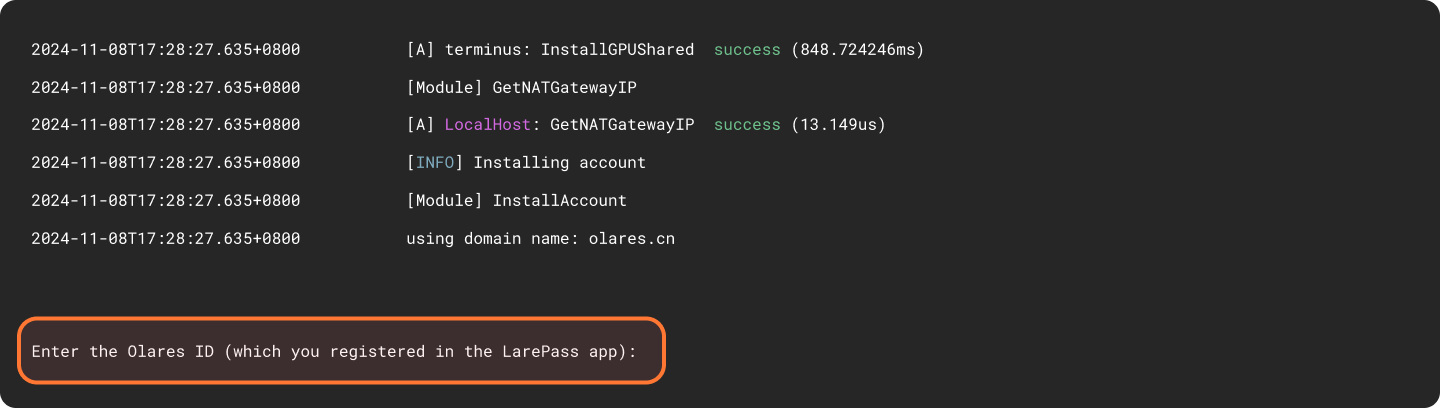 2024-11-08T17:28:27.635+0800 [A] terminus: InstallGPUShared success (848.724246ms)
2024-11-08T17:28:27.635+0800 [Module] GetNATGatewayIP
2024-11-08T17:28:27.635+0800 [A] LocalHost: GetNATGatewayIP success (13.149us)
2024-11-08T17:28:27.635+0800 [INFO] Installing account
2024-11-08T17:28:27.635+0800 [Module] InstallAccount
2024-11-08T17:28:27.635+0800 using domain name: olares.cn
Enter the Olares ID (which you registered in the LarePass app):